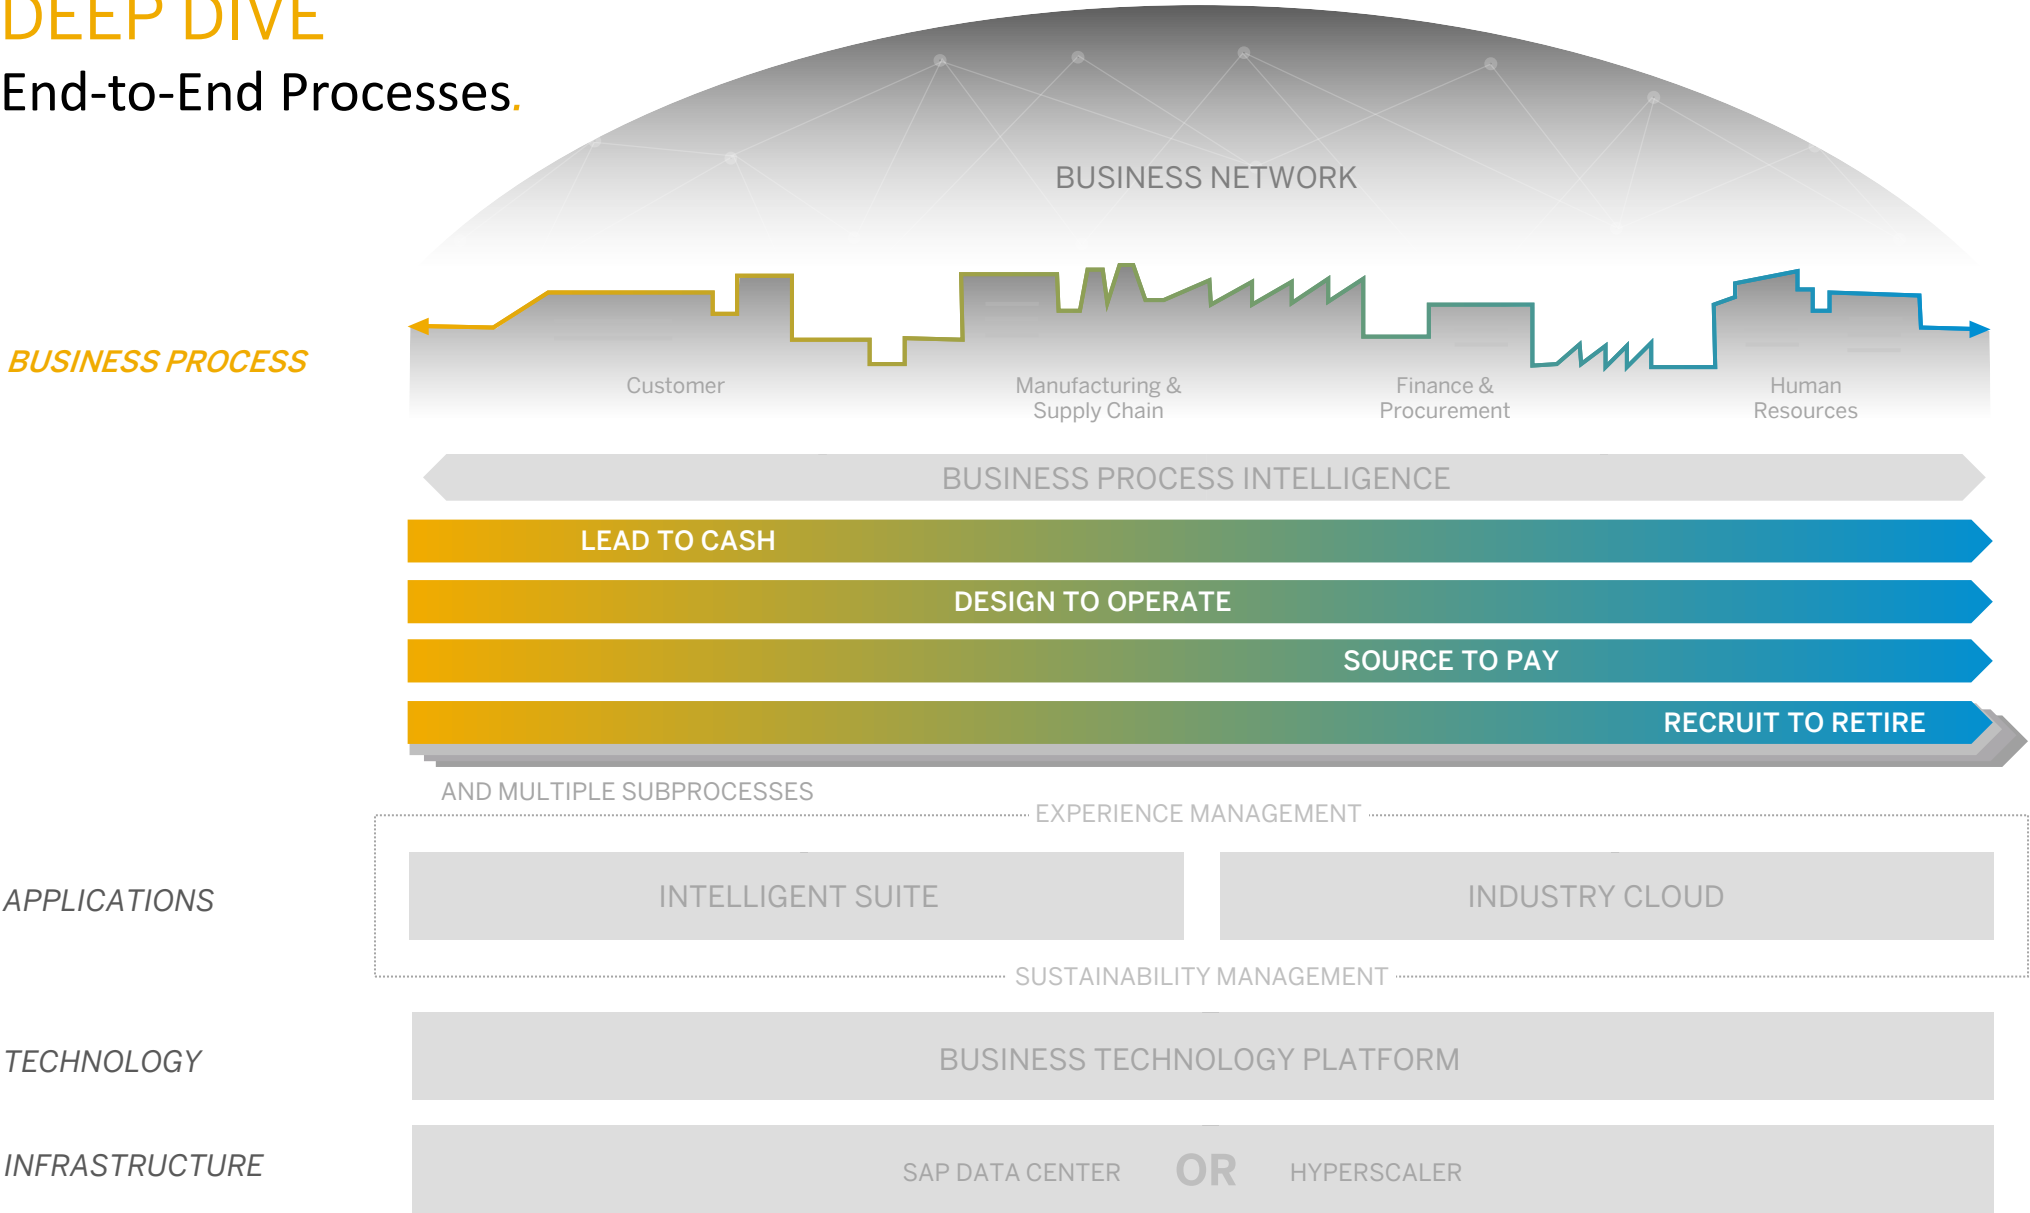 DEEP DIVE
End-to-End Processes.
BUSINESS NETWORK
BUSINESS PROCESS
Customer
Manufacturing &
Supply Chain
Finance &
Procurement
Human
Resources
BUSINESS PROCESS INTELLIGENCE
LEAD TO CASH
DESIGN TO OPERATE
SOURCE TO PAY
RECRUIT TO RETIRE
AND MULTIPLE SUBPROCESSES
EXPERIENCE MANAGEMENT
APPLICATIONS
INTELLIGENT SUITE
INDUSTRY CLOUD
SUSTAINABILITY MANAGEMENT
TECHNOLOGY
BUSINESS TECHNOLOGY PLATFORM
INFRASTRUCTURE
SAP DATA CENTER OR HYPERSCALER